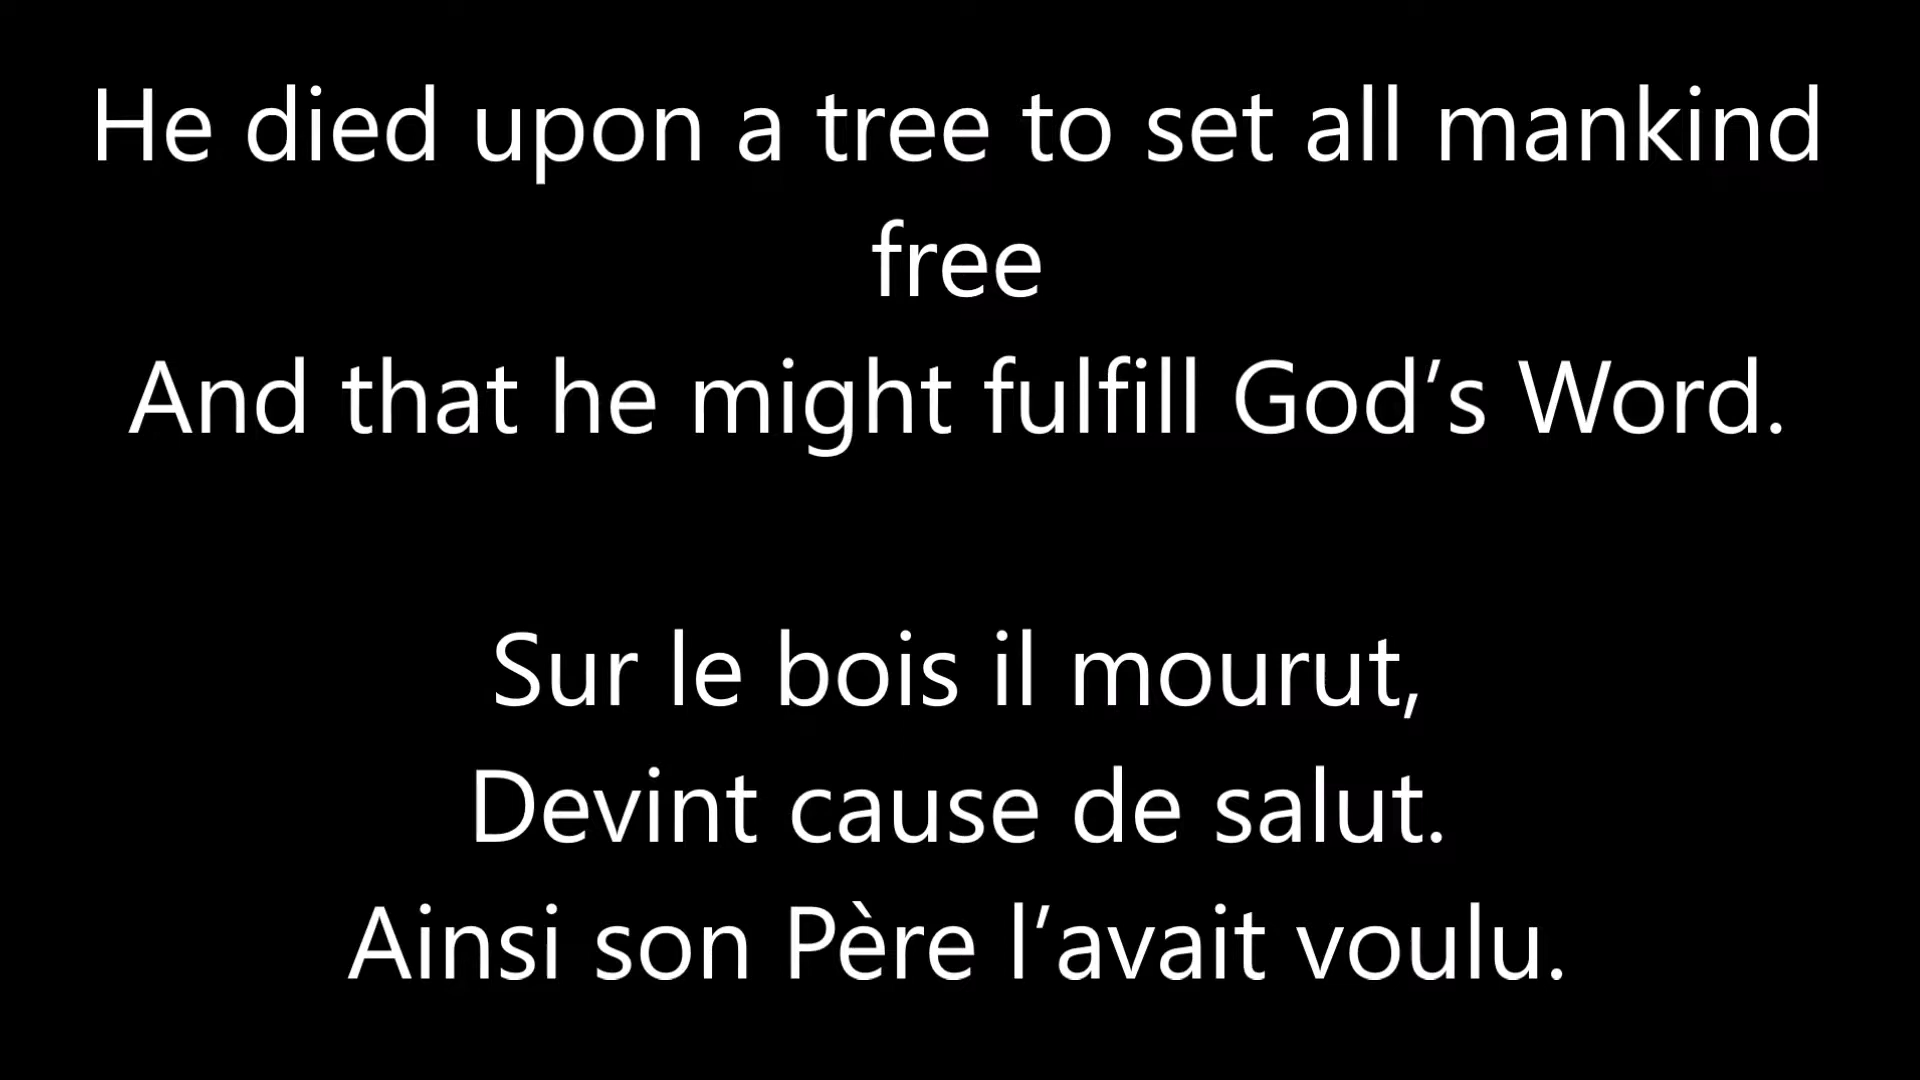 He died upon a tree to set all mankind
free
And that he might fulfill God’s Word.
Sur le bois il mourut,
Devint cause de salut.
Ainsi son Père l’avait voulu.